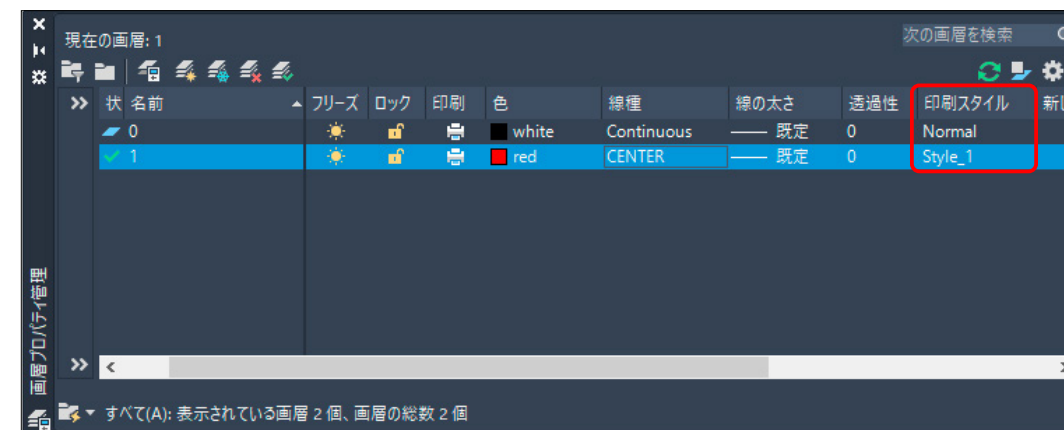 現在の画層: 1
次の画層を検索
状 名前 フリーズ ロック 印刷 色 線種 線の太さ 透過性 印刷スタイル 新し
0 white Continuous 既定 0 Normal
1 red CENTER 既定 0 Style_1
画層プロパティ管理
すべて(A): 表示されている画層 2 個、画層の総数 2 個